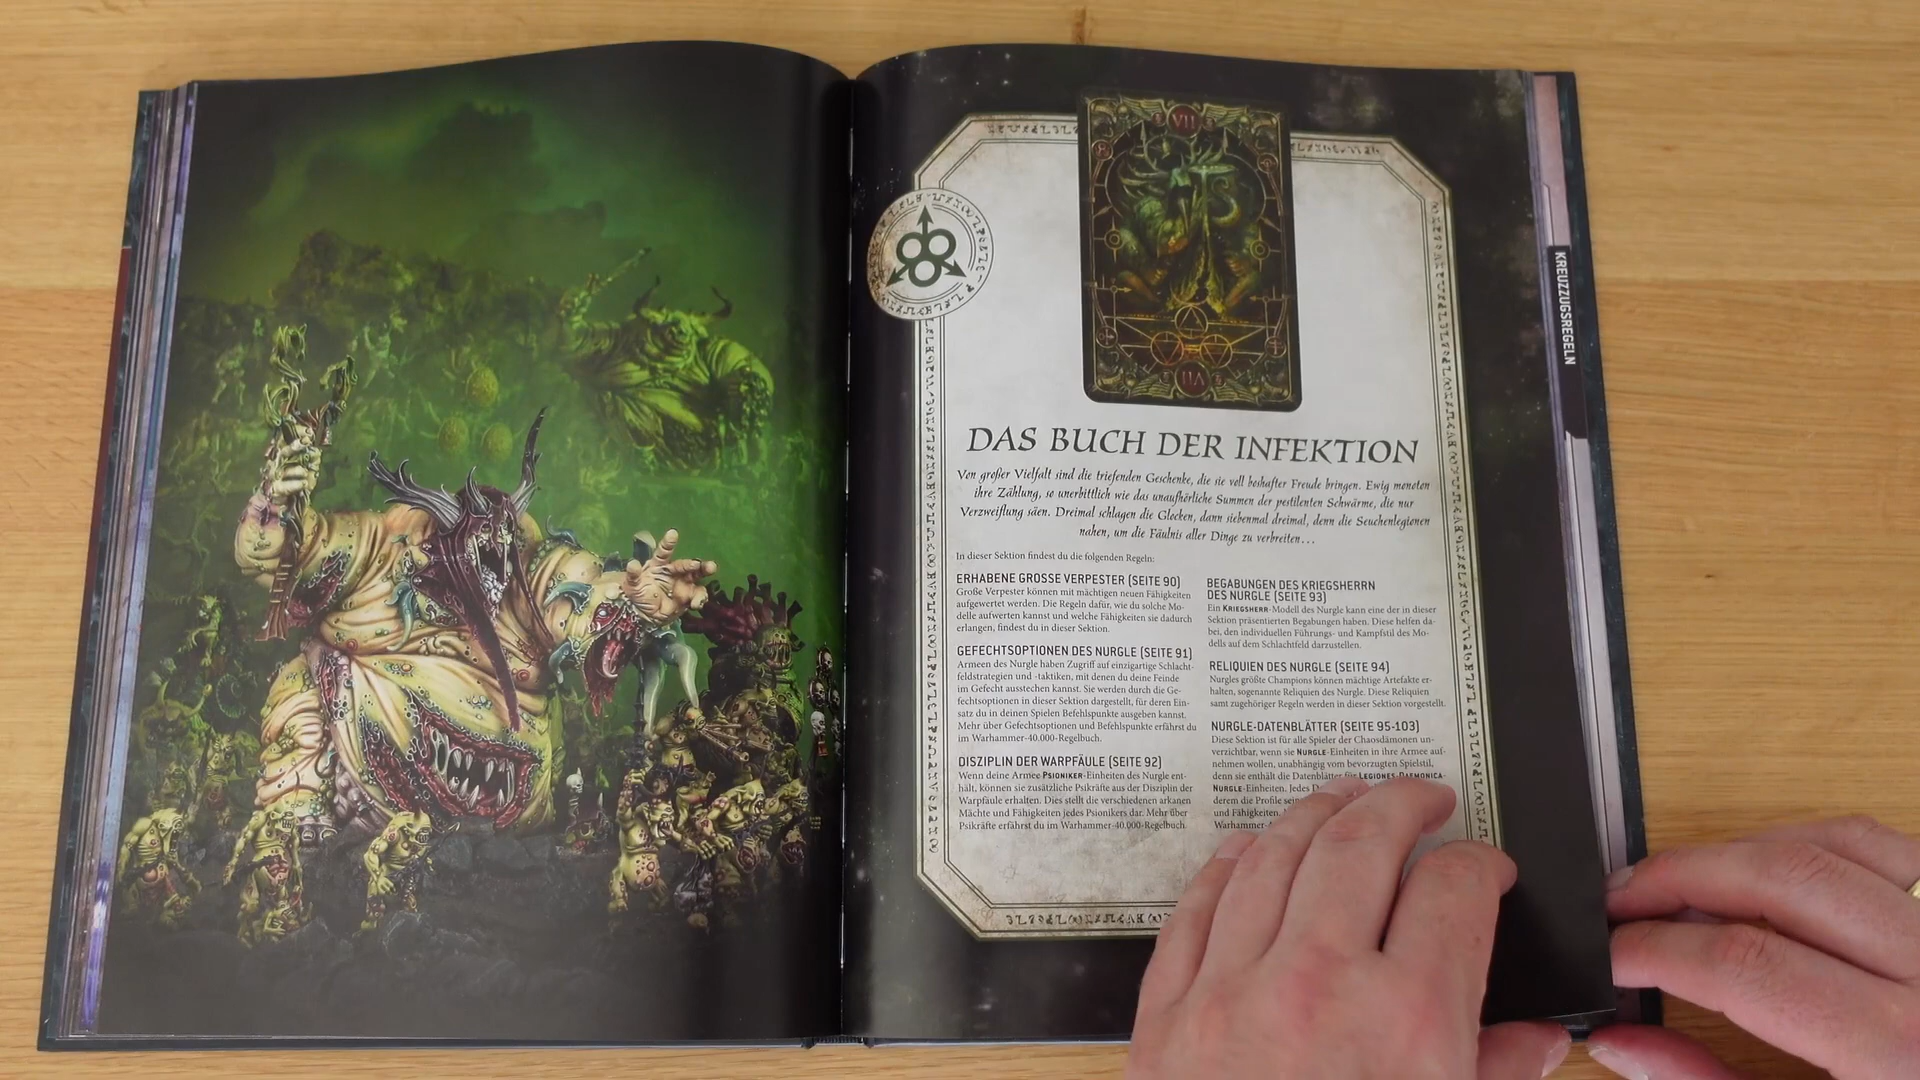 VII
VII
DAS BUCH DER INFEKTION
Von großer Vielfalt sind die triefenden Geschenke, die sie voll boshafter Freude bringen. Ewig monoton
ihre Zählung, so unerbittlich wie das unaufhörliche Summen der pestilenten Schwärme, die nur
Verzweiflung säen. Dreimal schlagen die Glocken, dann siebenmal dreimal, denn die Seuchenlegionen
nahen, um die Fäulnis aller Dinge zu verbreiten...
In dieser Sektion findest du die folgenden Regeln:
ERHABENE GROSSE VERPESTER (SEITE 90)
Große Verpester können mit mächtigen neuen Fähigkeiten
aufgewertet werden. Die Regeln dafür, wie du solche Mo-
delle aufwerten kannst und welche Fähigkeiten sie dadurch
erlangen, findest du in dieser Sektion.
GEFECHTSOPTIONEN DES NURGLE (SEITE 91)
Armeen des Nurgle haben Zugriff auf einzigartige Schlacht-
feldstrategien und -taktiken, mit denen du deine Feinde
im Gefecht ausstechen kannst. Sie werden durch die Ge-
fechtsoptionen in dieser Sektion dargestellt, für deren Ein-
satz du in deinen Spielen Befehlspunkte ausgeben kannst.
Mehr über Gefechtsoptionen und Befehlspunkte erfährst du
im Warhammer-40.000-Regelbuch.
DISZIPLIN DER WARPFÄULE (SEITE 92)
Wenn deine Armee PSIONIKER-Einheiten des Nurgle ent-
hält, können sie zusätzliche Psikräfte aus der Disziplin der
Warpfäule erhalten. Dies stellt die verschiedenen arkanen
Mächte und Fähigkeiten jedes Psionikers dar. Mehr über
Psikräfte erfährst du im Warhammer-40.000-Regelbuch.
BEGABUNGEN DES KRIEGSHERRN
DES NURGLE (SEITE 93)
Ein KRIEGSHERR-Modell des Nurgle kann eine der in dieser
Sektion präsentierten Begabungen haben. Diese helfen da-
bei, den individuellen Führungs- und Kampfstil des Mo-
dells auf dem Schlachtfeld darzustellen.
RELIQUIEN DES NURGLE (SEITE 94)
Nurgles größte Champions können mächtige Artefakte er-
halten, sogenannte Reliquien des Nurgle. Diese Reliquien
samt zugehöriger Regeln werden in dieser Sektion vorgestellt.
NURGLE-DATENBLÄTTER (SEITE 95-103)
Diese Sektion ist für alle Spieler der Chaosdämonen un-
verzichtbar, wenn sie NURGLE-Einheiten in ihre Armee auf-
nehmen wollen, unabhängig vom bevorzugten Spielstil,
denn sie enthält die Datenblätter für LEGIONES-DAEMONICA-
NURGLE-Einheiten. Jedes
derem die Profile
und Fähigkeiten.
KREUZZUGSREGELN